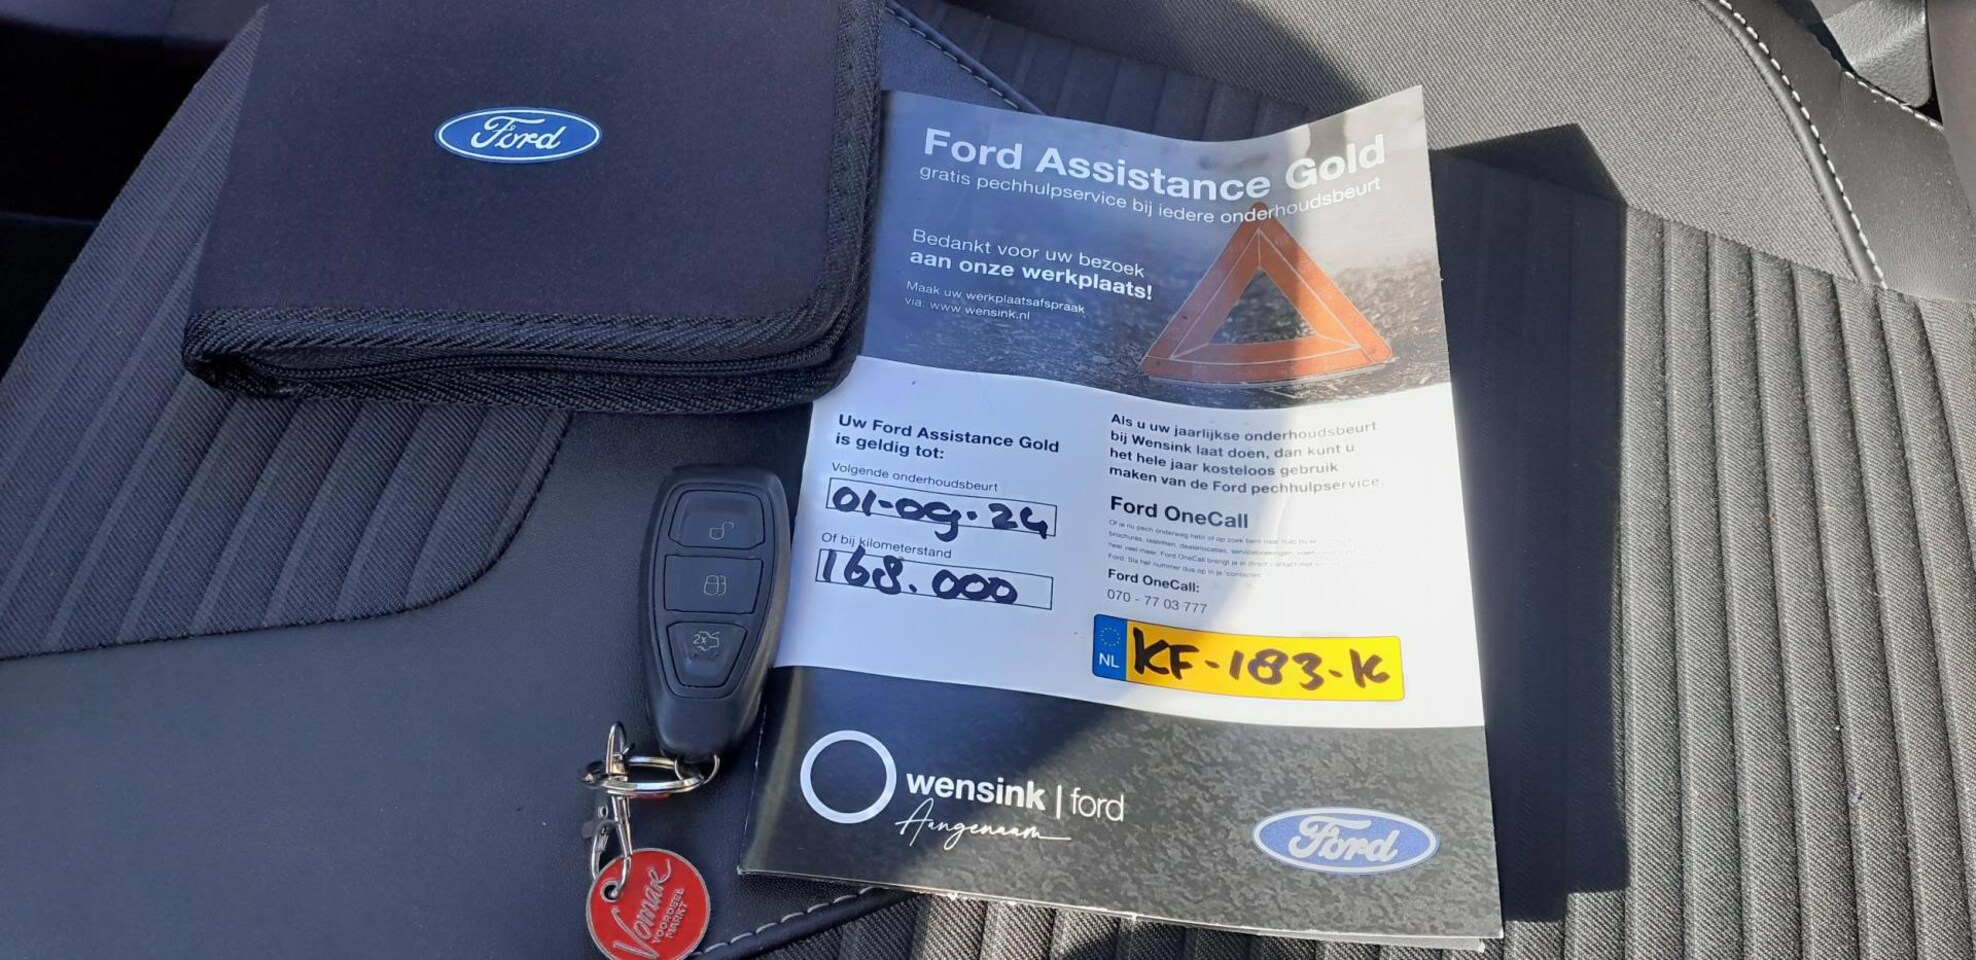 Ford
Ford Assistance Gold
gratis pechhulpservice bij iedere onderhoudsbeurt
Bedankt voor uw bezoek
aan onze werkplaats!
Maak uw werkplaatsafspraak
via: www.wensink.nl
Uw Ford Assistance Gold
is geldig tot:
Volgende onderhoudsbeurt
01-09-24
Of bij kilometerstand
168.000
Als u uw jaarlijkse onderhoudsbeurt
bij Wensink laat doen, dan kunt u
het hele jaar kosteloos gebruik
maken van de Ford pechhulpservice.
Ford OneCall
Ford OneCall:
070 - 77 03 777
NL KF-183-K
wensink | ford
Aangenaam
Ford
2x
Vomar
VOORDEEL
MARKT